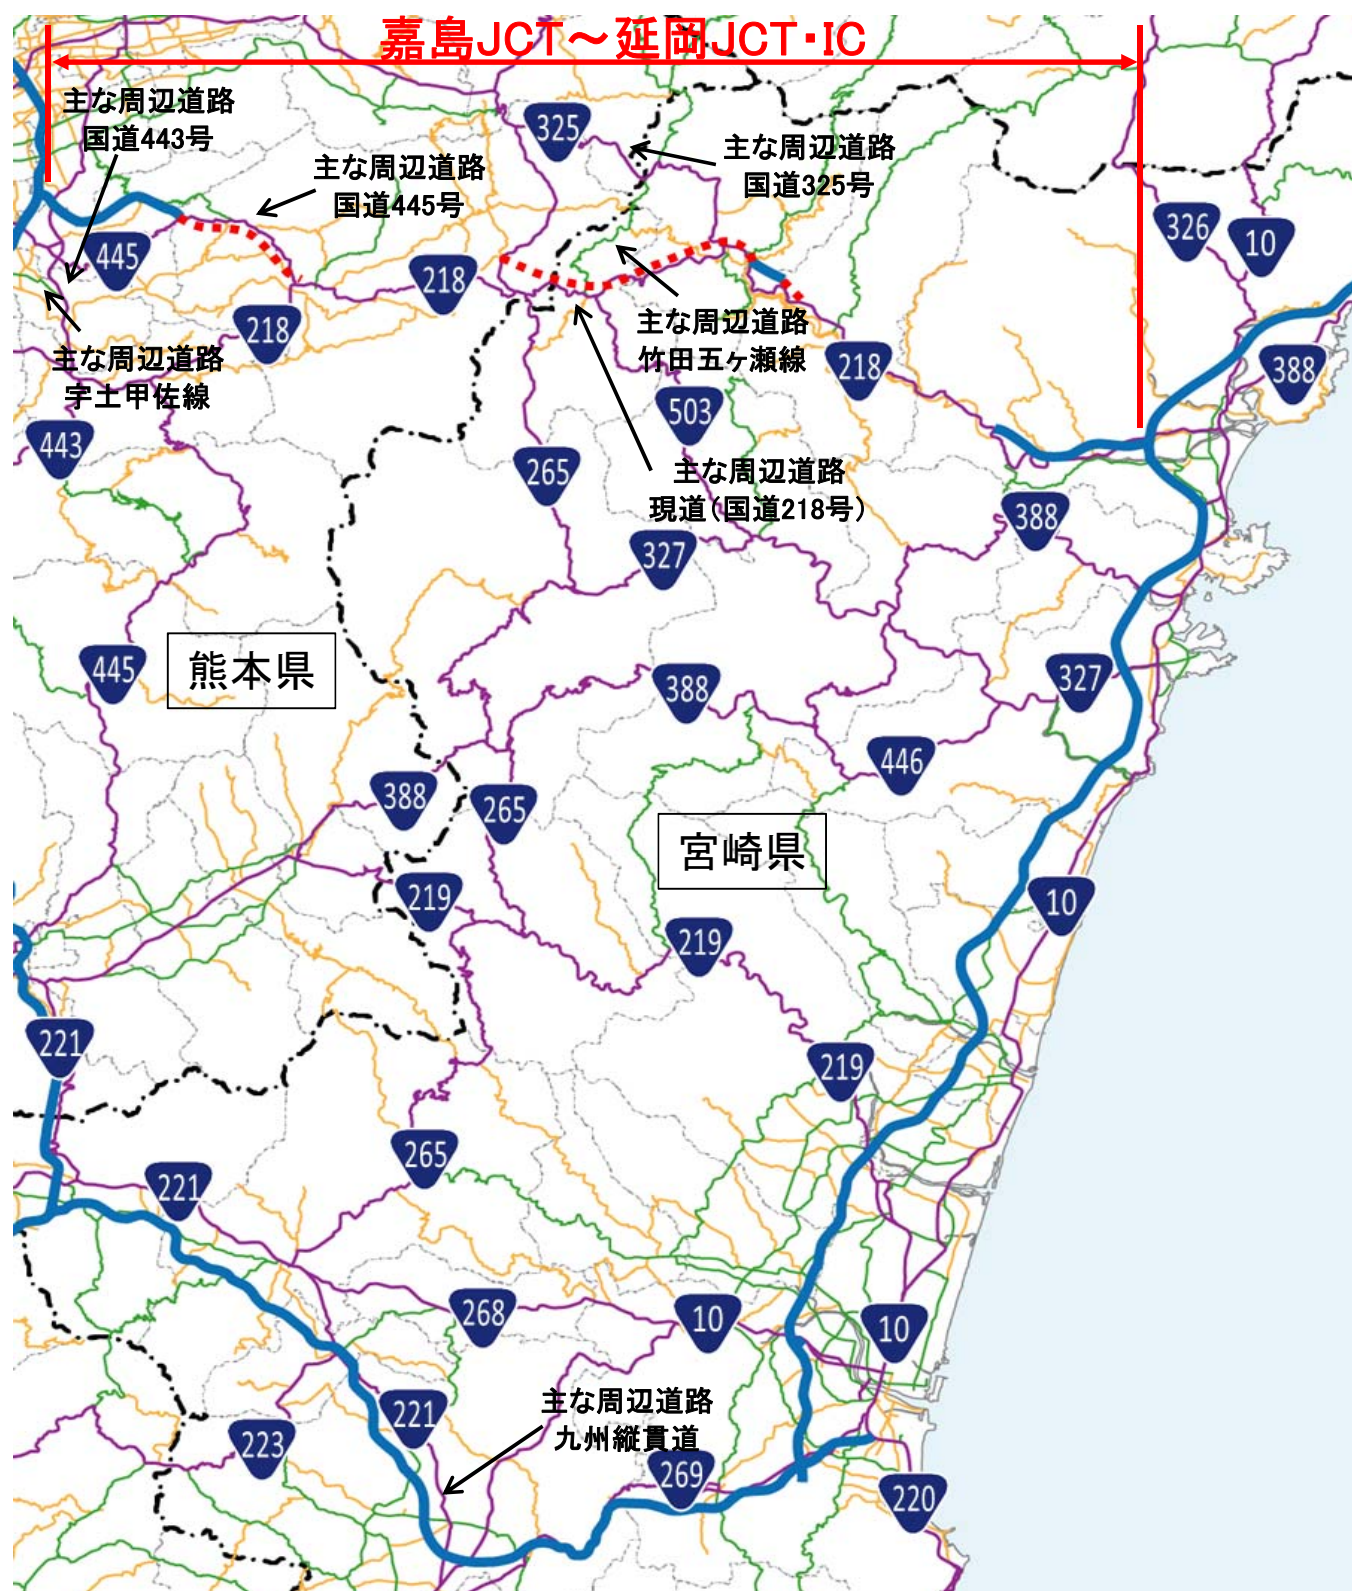 嘉島JCT～延岡JCT・IC
主な周辺道路
国道443号
325
主な周辺道路
国道325号
主な周辺道路
国道445号
326
10
445
218
218
主な周辺道路
竹田五ヶ瀬線
主な周辺道路
宇土甲佐線
218
388
503
443
265
主な周辺道路
現道（国道218号）
388
327
445
熊本県
388
327
446
388
265
宮崎県
219
10
219
221
219
265
221
268
10
10
主な周辺道路
九州縦貫道
221
223
269
220